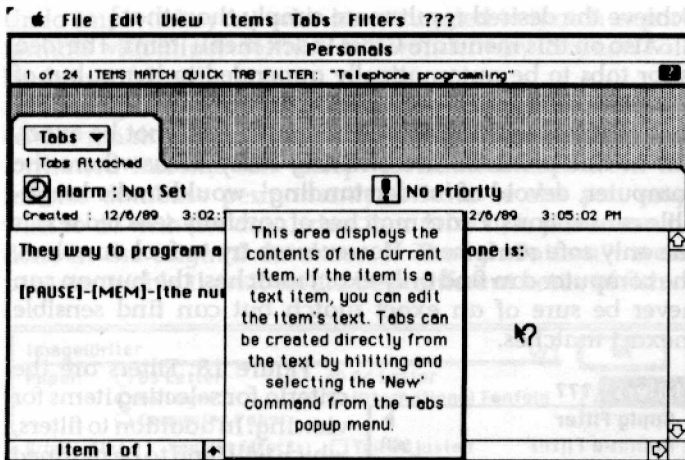 File Edit View Items Tabs Filters ???
Personals
1 of 24 ITEMS MATCH QUICK TAB FILTER: "Telephone programming"
?
Tabs
1 Tabs Attached
Alarm : Not Set
No Priority
Created : 12/6/89 3:02:
12/6/89 3:05:02 PM
They way to program a
one is:
[PAUSE]-[MEM]-[the nu
This area displays the
contents of the current
item. If the item is a
text item, you can edit
the item's text. Tabs can
be created directly from
the text by hiliting and
selecting the 'New'
command from the Tabs
popup menu.
?
Item 1 of 1